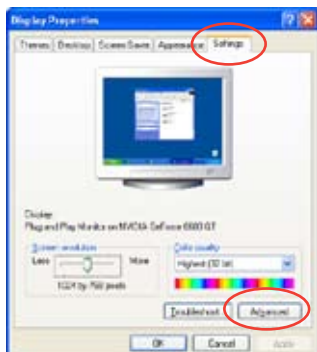 Display Properties
Themes Desktop Screen Saver Appearance Settings
Display:
Plug and Play Monitor on NVIDIA GeForce 6600 GT
Screen resolution
Less More
1024 by 768 pixels
Color quality
Highest (32 bit)
Troubleshoot... Advanced
OK Cancel Apply